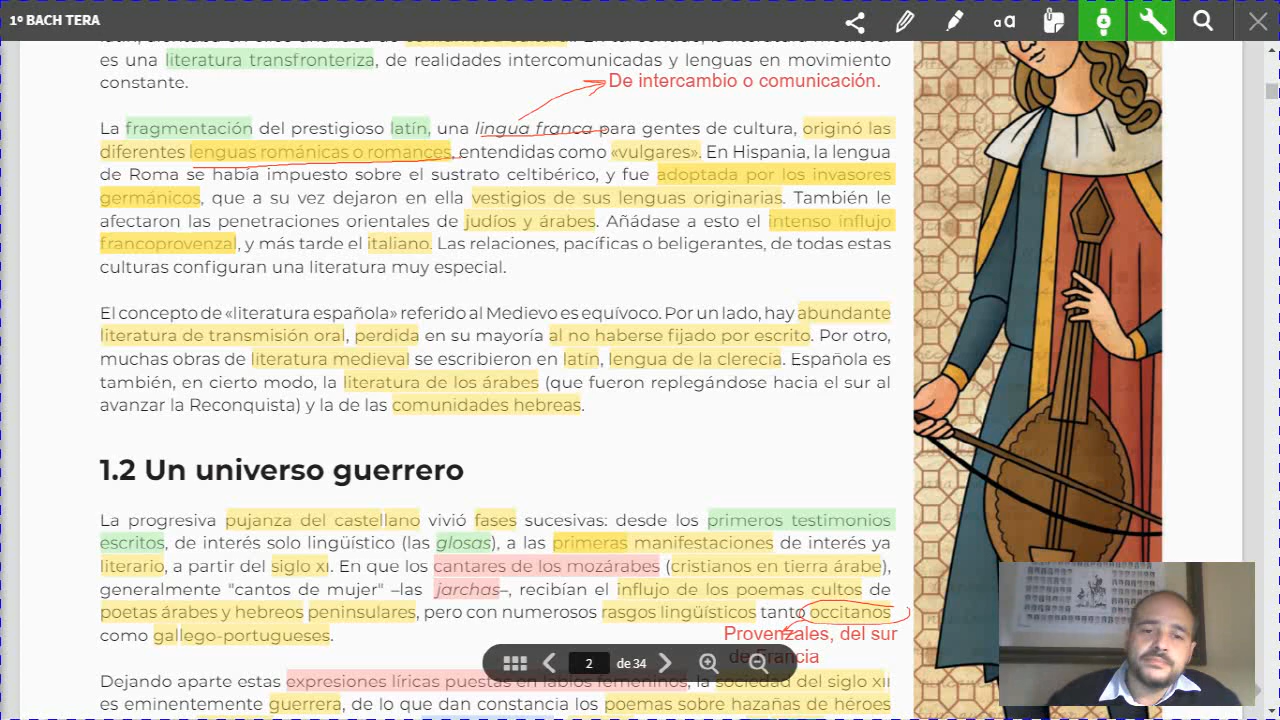 1º BACH TERA
es una literatura transfronteriza, de realidades intercomunicadas y lenguas en movimiento
constante.
De intercambio o comunicación.
La fragmentación del prestigioso latín, una lingua franca para gentes de cultura, originó las
diferentes lenguas románicas o romances, entendidas como «vulgares». En Hispania, la lengua
de Roma se había impuesto sobre el sustrato celtibérico, y fue adoptada por los invasores
germánicos, que a su vez dejaron en ella vestigios de sus lenguas originarias. También le
afectaron las penetraciones orientales de judíos y árabes. Añádase a esto el intenso influjo
francoprovenzal, y más tarde el italiano. Las relaciones, pacíficas o beligerantes, de todas estas
culturas configuran una literatura muy especial.
El concepto de «literatura española» referido al Medievo es equívoco. Por un lado, hay abundante
literatura de transmisión oral, perdida en su mayoría al no haberse fijado por escrito. Por otro,
muchas obras de literatura medieval se escribieron en latín, lengua de la clerecía. Española es
también, en cierto modo, la literatura de los árabes (que fueron replegándose hacia el sur al
avanzar la Reconquista) y la de las comunidades hebreas.
1.2 Un universo guerrero
La progresiva pujanza del castellano vivió fases sucesivas: desde los primeros testimonios
escritos, de interés solo lingüístico (las glosas), a las primeras manifestaciones de interés ya
literario, a partir del siglo XI. En que los cantares de los mozárabes (cristianos en tierra árabe),
generalmente "cantos de mujer" –las jarchas–, recibían el influjo de los poemas cultos de
poetas árabes y hebreos peninsulares, pero con numerosos rasgos lingüísticos tanto occitanos
como gallego-portugueses.
Provenzales, del sur
de Francia
2 de 34
Dejando aparte estas expresiones líricas puestas en labios femeninos, la sociedad del siglo XII
es eminentemente guerrera, de lo que dan constancia los poemas sobre hazañas de héroes